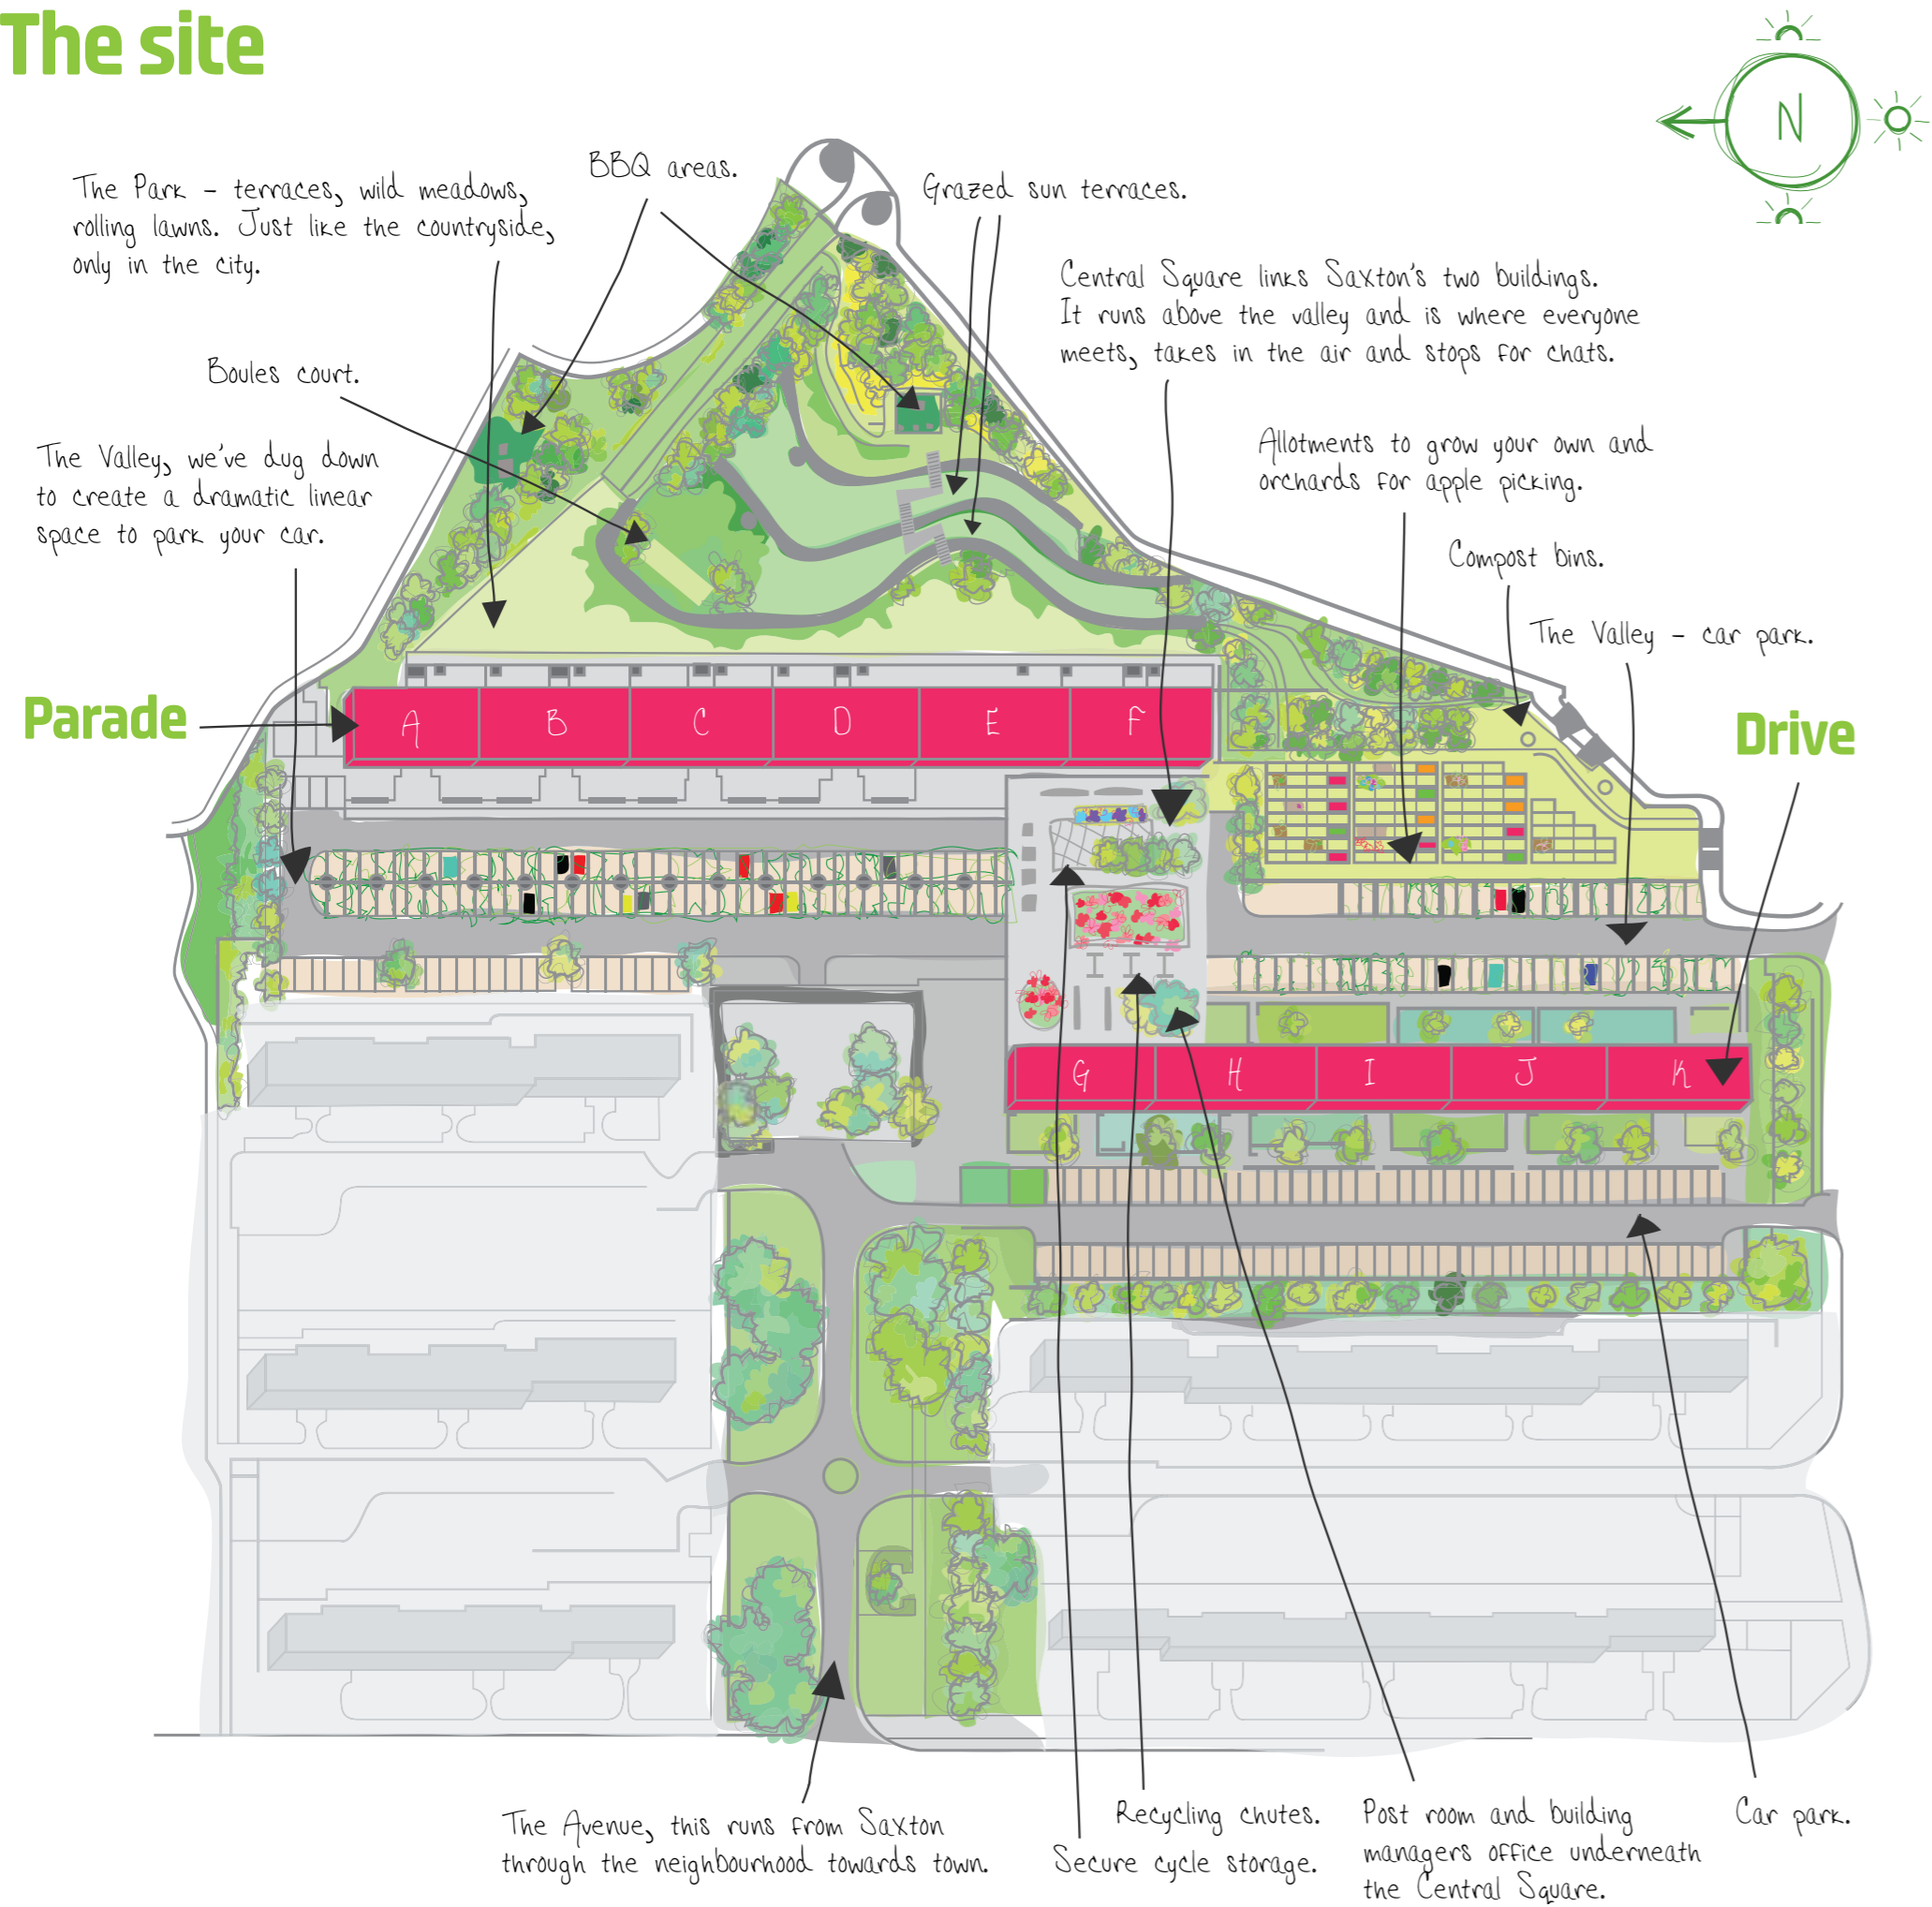 The site
N
BBQ areas.
The Park - terraces, wild meadows,
rolling lawns. Just like the countryside,
only in the city.
Grazed sun terraces.
Central Square links Saxton's two buildings.
It runs above the valley and is where everyone
meets, takes in the air and stops for chats.
Boules court.
The Valley, we've dug down
to create a dramatic linear
space to park your car.
Allotments to grow your own and
orchards for apple picking.
Compost bins.
The Valley - car park.
Parade
A B C D E F
Drive
G H I J K
The Avenue, this runs from Saxton
through the neighbourhood towards town.
Recycling chutes.
Secure cycle storage.
Post room and building
managers office underneath
the Central Square.
Car park.